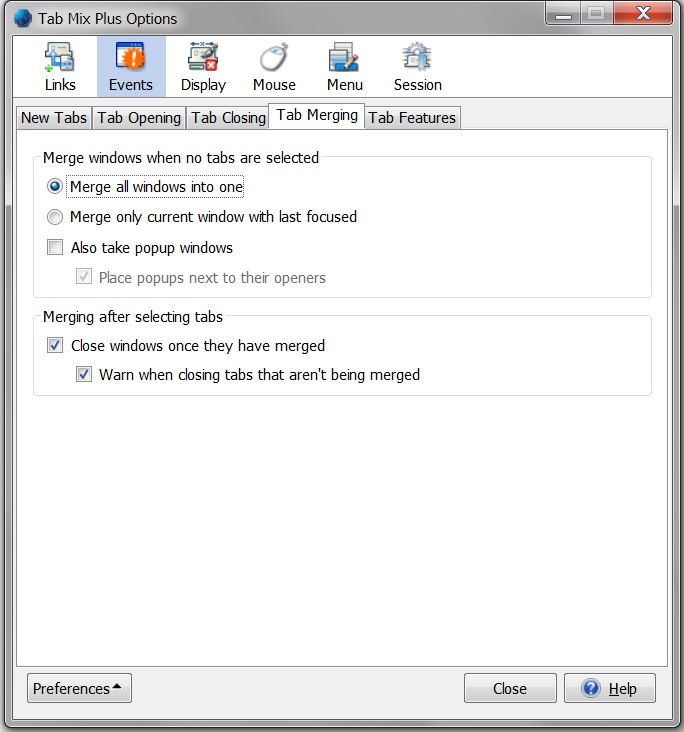 Tab Mix Plus Options
Links Events Display Mouse Menu Session
New Tabs Tab Opening Tab Closing Tab Merging Tab Features
Merge windows when no tabs are selected
Merge all windows into one
Merge only current window with last focused
Also take popup windows
Place popups next to their openers
Merging after selecting tabs
Close windows once they have merged
Warn when closing tabs that aren't being merged
Preferences Close Help